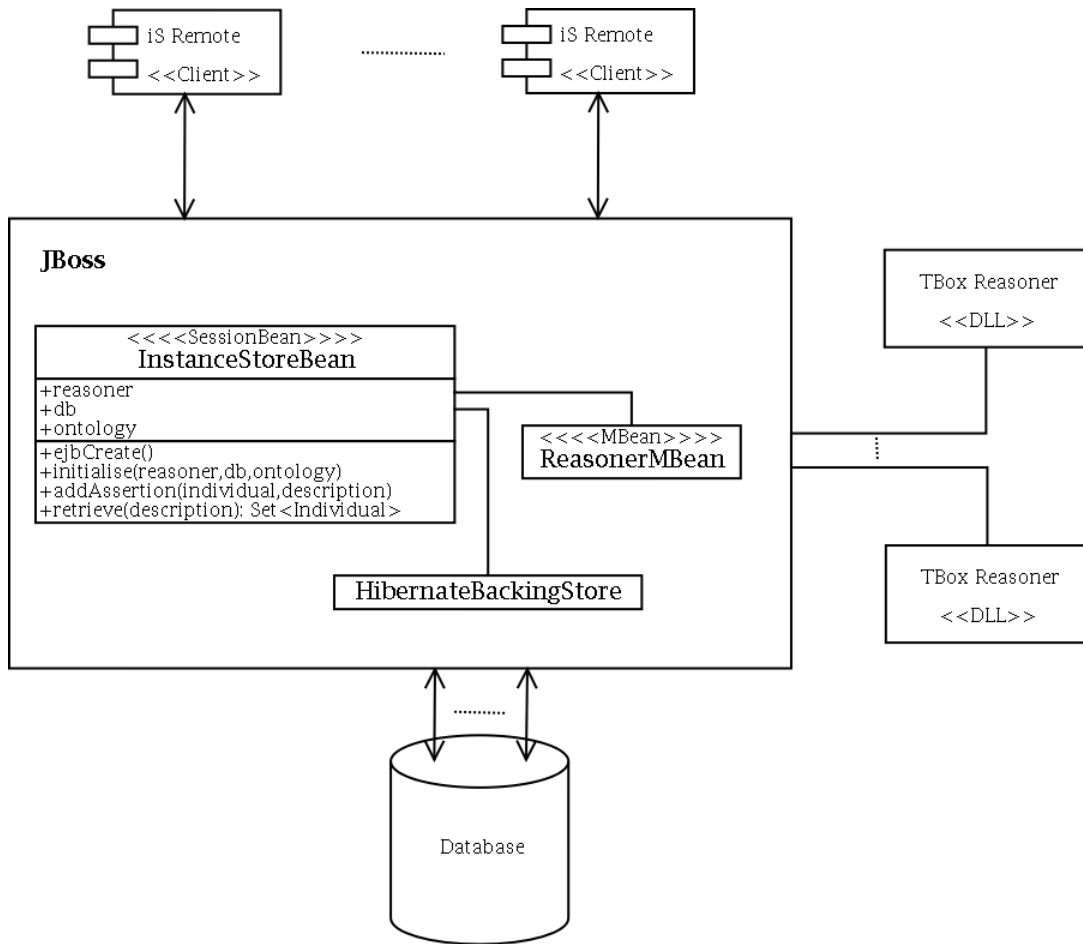 iS Remote
<<Client>>
iS Remote
<<Client>>
JBoss
<<<<SessionBean>>>>
InstanceStoreBean
+reasoner
+db
+ontology
+ejbCreate()
+initialise(reasoner,db,ontology)
+addAssertion(individual,description)
+retrieve(description): Set<Individual>
<<<<MBean>>>>
ReasonerMBean
HibernateBackingStore
TBox Reasoner
<<DLL>>
TBox Reasoner
<<DLL>>
Database